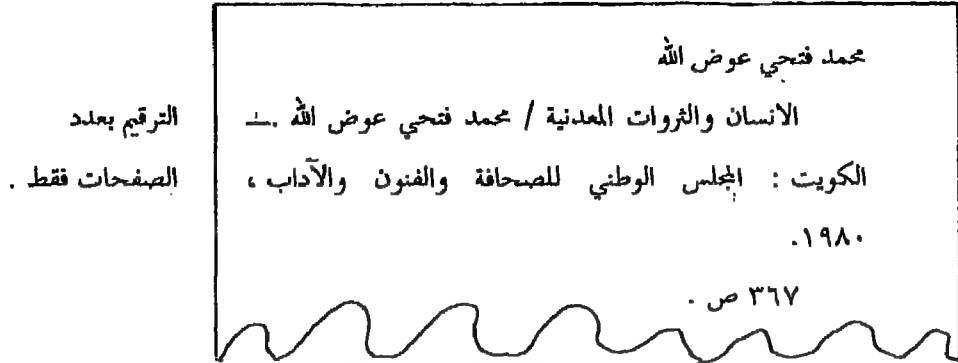 محمد فتحي عوض الله
الانسان والثروات المعدنية / محمد فتحي عوض الله .ــ
الكويت : المجلس الوطني للصحافة والفنون والآداب ،
١٩٨٠.
٣٦٧ ص .
الترقيم بعدد
الصفحات فقط .